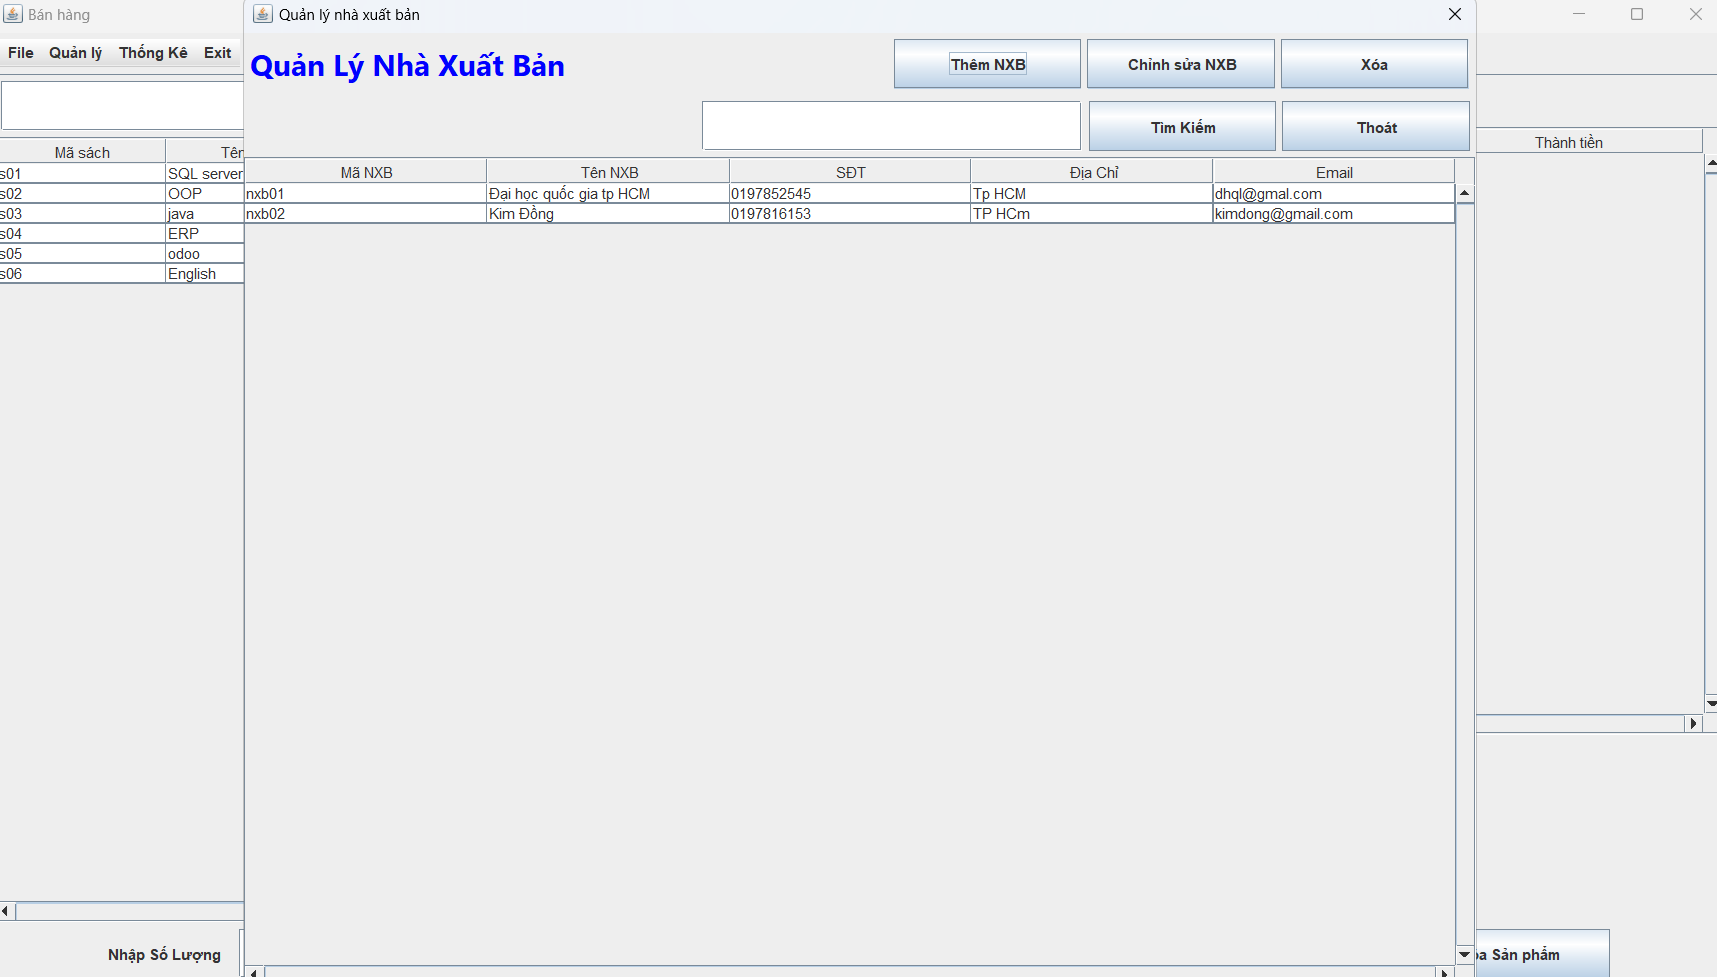 Bán hàng
Quản lý nhà xuất bản
File Quản lý Thống Kê Exit
Quản Lý Nhà Xuất Bản
Thêm NXB Chỉnh sửa NXB Xóa
Tìm Kiếm Thoát
Mã sách
s01 SQL server
s02 OOP
s03 java
s04 ERP
s05 odoo
s06 English
Mã NXB Tên NXB SĐT Địa Chỉ Email
nxb01 Đại học quốc gia tp HCM 0197852545 Tp HCM dhql@gmal.com
nxb02 Kim Đồng 0197816153 TP HCm kimdong@gmail.com
Thành tiền
Nhập Số Lượng
Sản phẩm